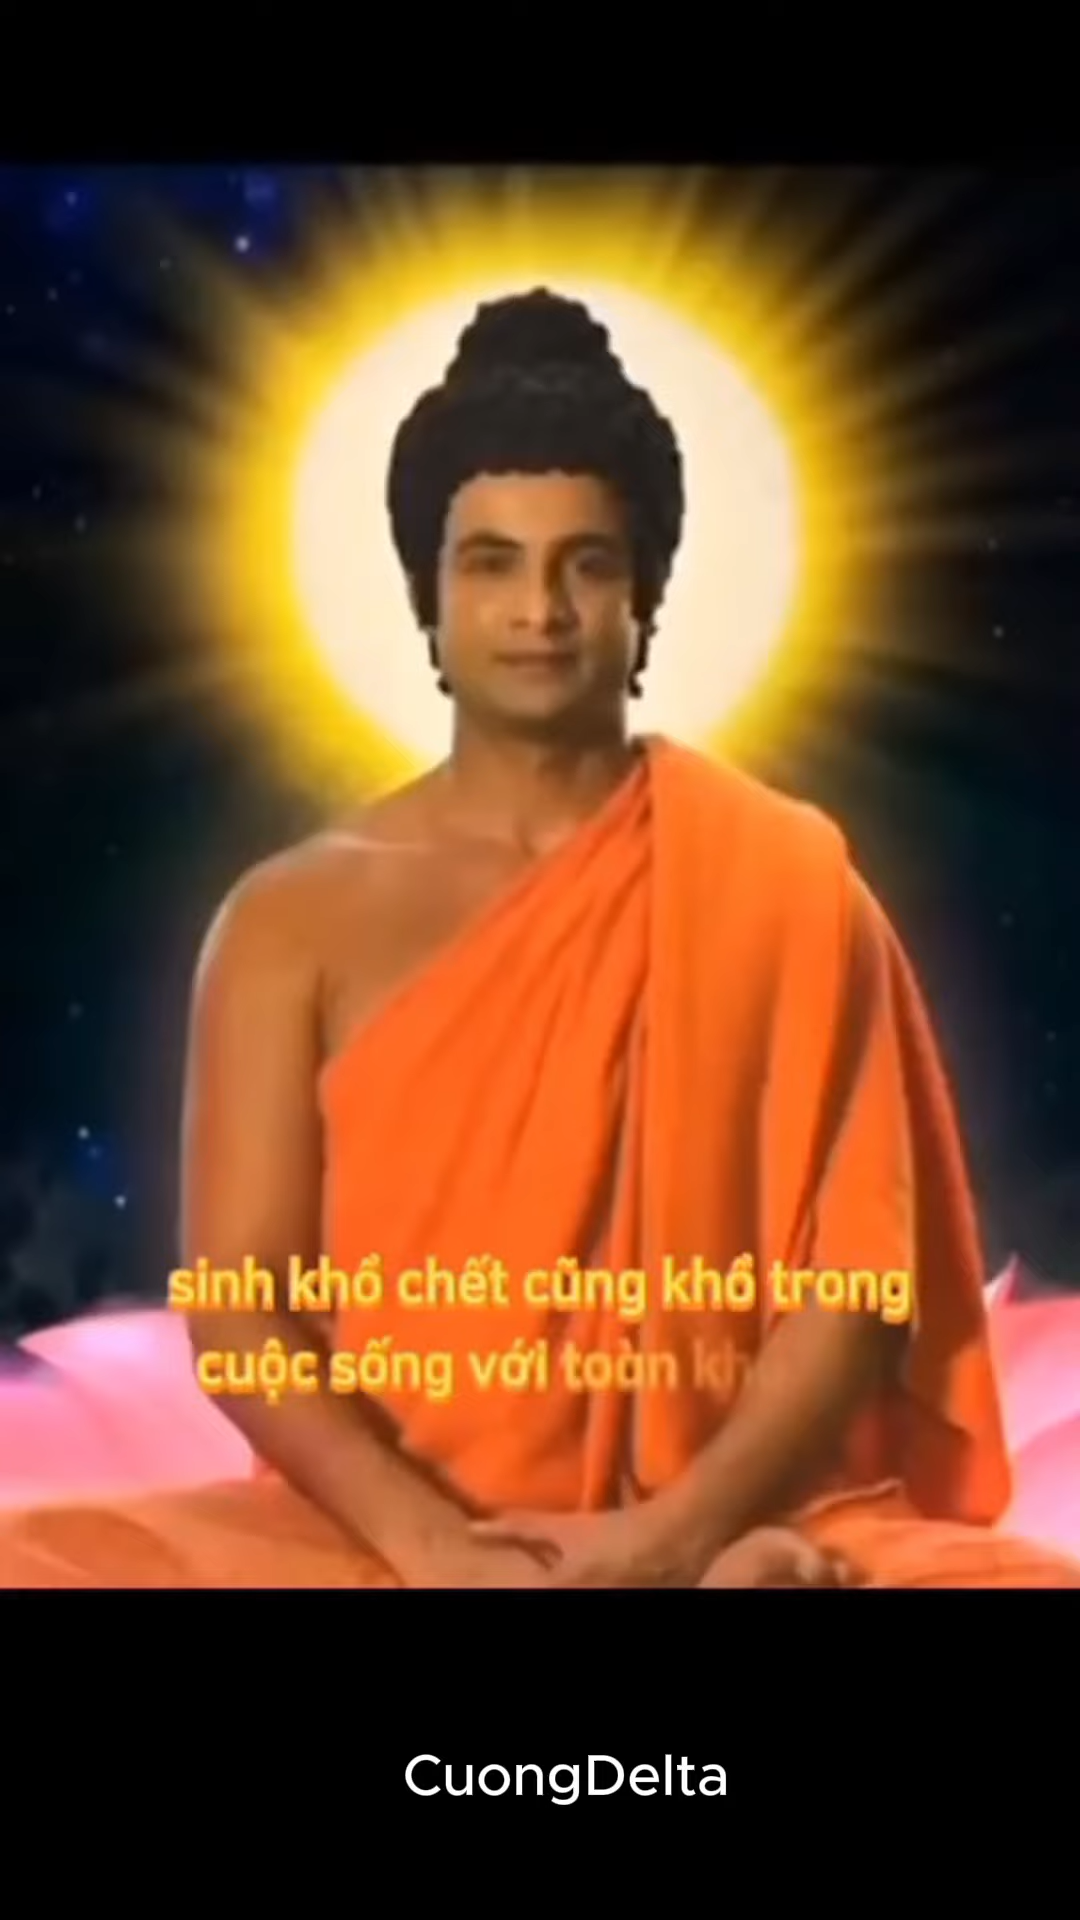 sinh khổ chết cũng khổ trong
cuộc sống với toàn
CuongDelta